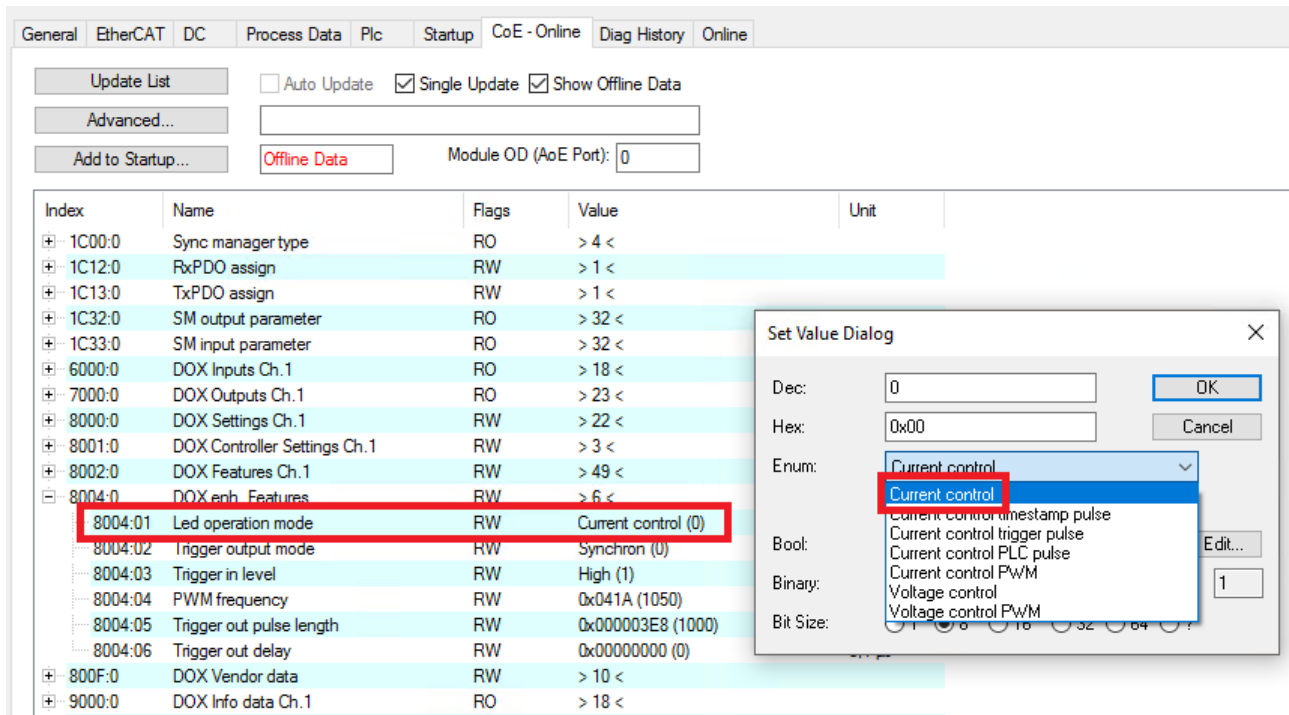 General EtherCAT DC Process Data Plc Startup CoE - Online Diag History Online
Update List Auto Update Single Update Show Offline Data
Advanced...
Add to Startup... Offline Data Module OD (AoE Port): 0
Index Name Flags Value Unit
1C00:0 Sync manager type RO > 4 <
1C12:0 RxPDO assign RW > 1 <
1C13:0 TxPDO assign RW > 1 <
1C32:0 SM output parameter RO > 32 <
1C33:0 SM input parameter RO > 32 <
6000:0 DOX Inputs Ch.1 RO > 18 <
7000:0 DOX Outputs Ch.1 RO > 23 <
8000:0 DOX Settings Ch.1 RW > 22 <
8001:0 DOX Controller Settings Ch.1 RW > 3 <
8002:0 DOX Features Ch.1 RW > 49 <
8004:0 DOX enh. Features RW > 6 <
8004:01 Led operation mode RW Current control (0)
8004:02 Trigger output mode RW Synchron (0)
8004:03 Trigger in level RW High (1)
8004:04 PWM frequency RW 0x041A (1050)
8004:05 Trigger out pulse length RW 0x000003E8 (1000)
8004:06 Trigger out delay RW 0x00000000 (0)
800F:0 DOX Vendor data RW > 10 <
9000:0 DOX Info data Ch.1 RO > 18 <
Set Value Dialog
Dec: 0 OK
Hex: 0x00 Cancel
Enum: Current control
Current control
Current control timestamp pulse
Current control trigger pulse
Bool: Current control PLC pulse Edit...
Current control PWM
Binary: Voltage control 1
Voltage control PWM
Bit Size: 1 8 16 32 64 ?